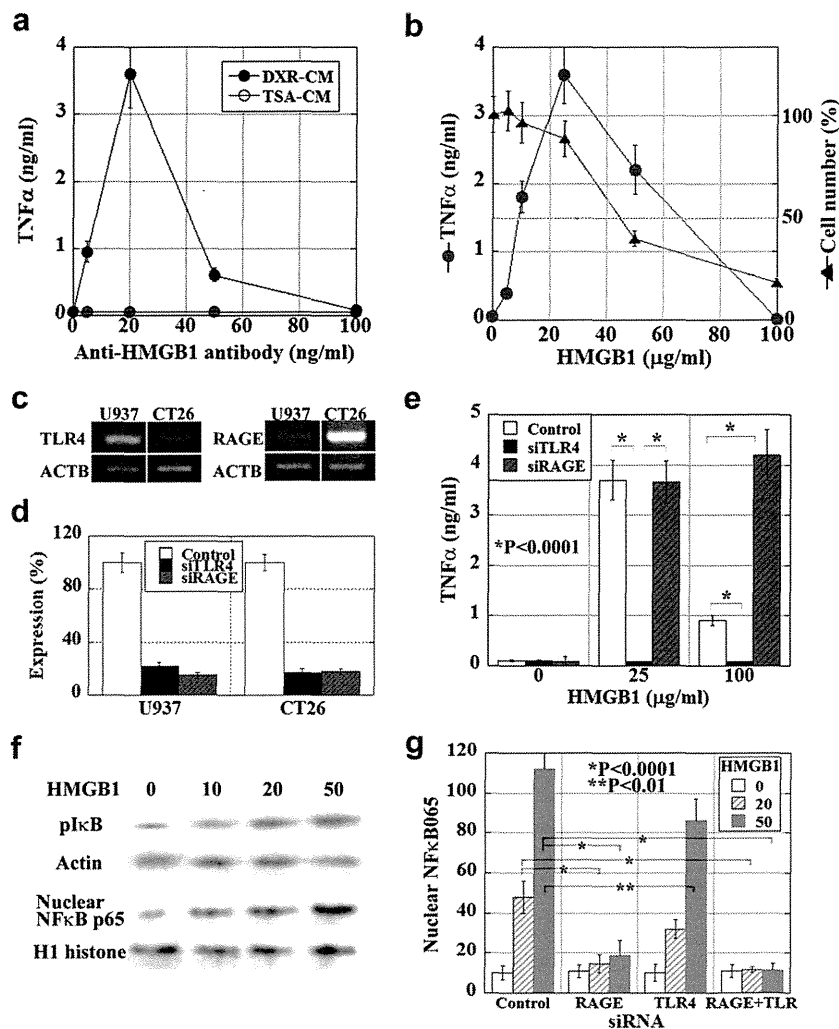 a
4
3
2
1
0
TNFα (ng/ml)
DXR-CM
TSA-CM
0 20 40 60 80 100
Anti-HMGB1 antibody (ng/ml)
b
4
3
2
1
0
TNFα (ng/ml)
100
50
0
Cell number (%)
0 20 40 60 80 100
HMGB1 (μg/ml)
c
U937 CT26 U937 CT26
TLR4 RAGE
ACTB ACTB
d
120
80
40
0
Expression (%)
Control
siTLR4
siRAGE
U937 CT26
e
5
4
3
2
1
0
TNFα (ng/ml)
Control
siTLR4
siRAGE
* * *
*P<0.0001
*
0 25 100
HMGB1 (μg/ml)
f
HMGB1 0 10 20 50
pIκB
Actin
Nuclear
NFκB p65
H1 histone
g
120
100
80
60
40
20
0
Nuclear NFκB065
*P<0.0001
**P<0.01
HMGB1
0
20
50
*
*
*
*
**
Control RAGE TLR4 RAGE+TLR
siRNA